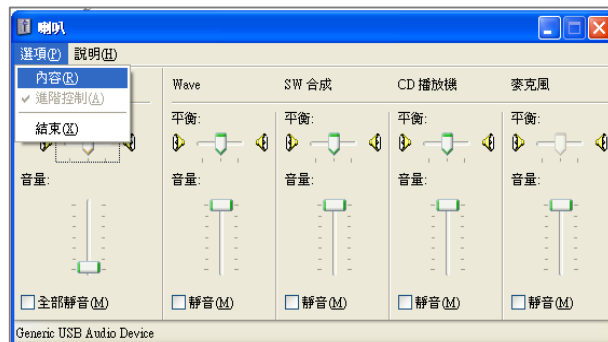 喇叭
選項(P) 說明(H)
內容(R)
✓ 進階控制(A)
結束(X)
Wave SW 合成 CD 播放機 麥克風
平衡: 平衡: 平衡: 平衡:
音量: 音量: 音量: 音量: 音量:
全部靜音(M) 靜音(M) 靜音(M) 靜音(M) 靜音(M)
Generic USB Audio Device